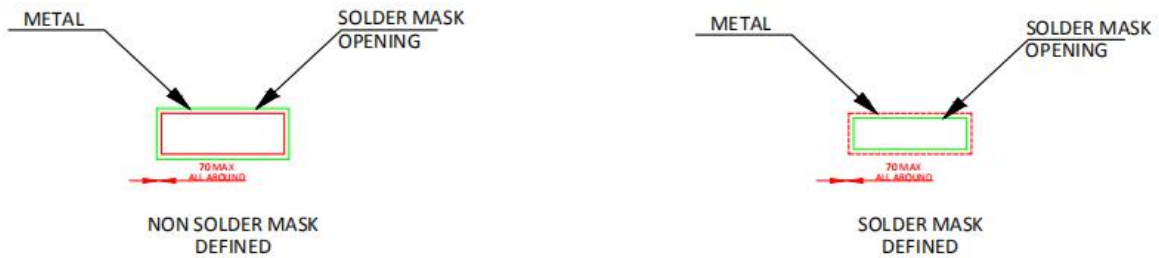 METAL
SOLDER MASK
OPENING
70 MAX
ALL AROUND
NON SOLDER MASK
DEFINED
METAL
SOLDER MASK
OPENING
70 MAX
ALL AROUND
SOLDER MASK
DEFINED